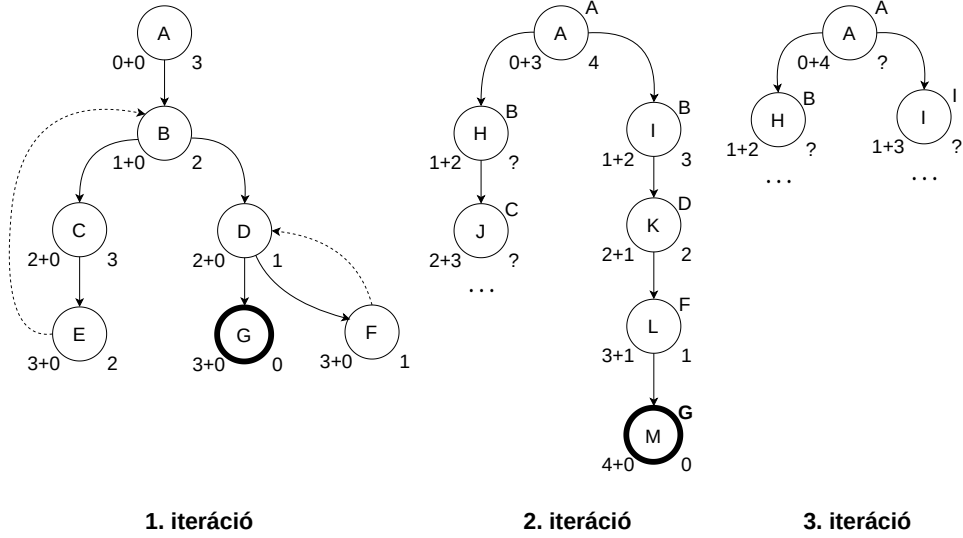 A
0+0 3
B
1+0 2
C
2+0 3
D
2+0 1
E
3+0 2
G
3+0 0
F
3+0 1
1. iteráció
A
A
0+3 4
B
H
1+2 ?
B
I
1+2 3
C
J
2+3 ?
...
D
K
2+1 2
F
L
3+1 1
G
M
4+0 0
2. iteráció
A
A
0+4 ?
B
H
1+2 ?
...
I
I
1+3 ?
...
3. iteráció